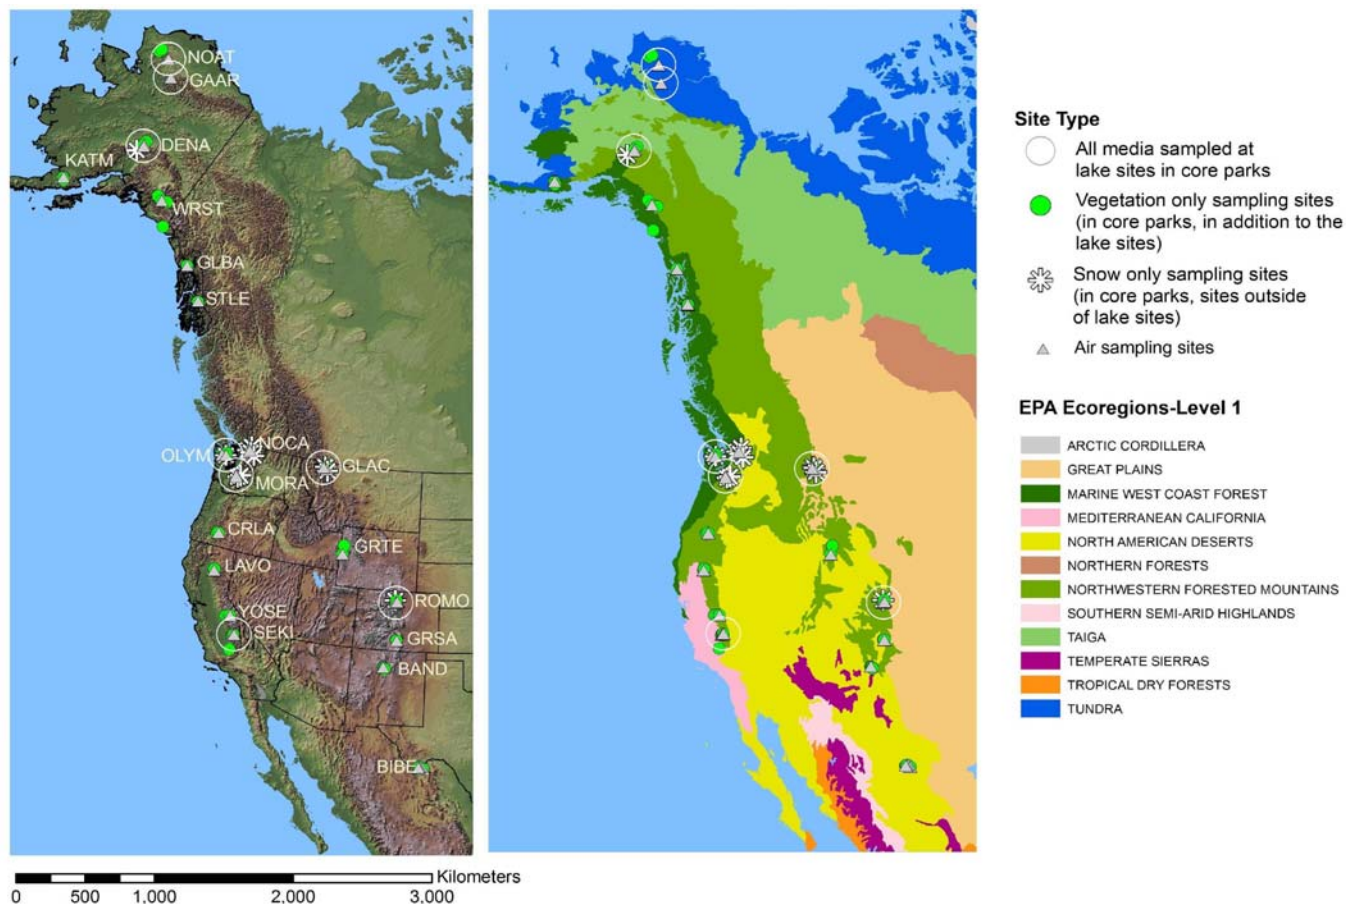 NOAT
GAAR
DENA
KATM
WRST
GLBA
STLE
NOCA
OLYM
GLAC
MORA
CRLA
GRTE
LAVO
ROMO
YOSE
SEKI
GRSA
BAND
BIBE
Kilometers
0 500 1,000 2,000 3,000
Site Type
All media sampled at
lake sites in core parks
Vegetation only sampling sites
(in core parks, in addition to the
lake sites)
Snow only sampling sites
(in core parks, sites outside
of lake sites)
Air sampling sites
EPA Ecoregions-Level 1
ARCTIC CORDILLERA
GREAT PLAINS
MARINE WEST COAST FOREST
MEDITERRANEAN CALIFORNIA
NORTH AMERICAN DESERTS
NORTHERN FORESTS
NORTHWESTERN FORESTED MOUNTAINS
SOUTHERN SEMI-ARID HIGHLANDS
TAIGA
TEMPERATE SIERRAS
TROPICAL DRY FORESTS
TUNDRA